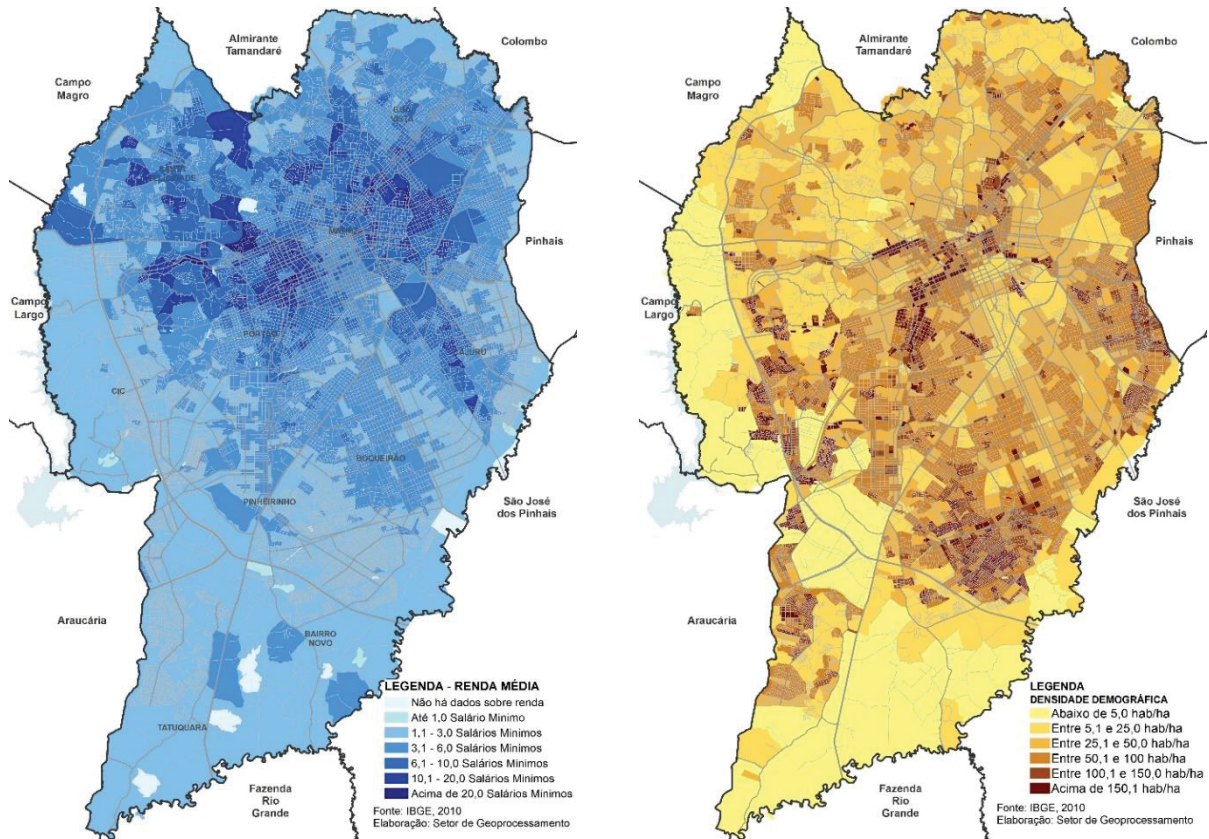 Almirante
Tamandaré
Colombo
Campo
Magro
BOA
VISTA
SANTA
FELICIDADE
MATRIZ
Pinhais
Campo
Largo
PORTÃO
CAJURU
CIC
BOQUEIRÃO
PINHEIRINHO
São José
dos Pinhais
Araucária
BAIRRO
NOVO
TATUQUARA
Fazenda
Rio
Grande
LEGENDA - RENDA MÉDIA
Não há dados sobre renda
Até 1,0 Salário Mínimo
1,1 - 3,0 Salários Mínimos
3,1 - 6,0 Salários Mínimos
6,1 - 10,0 Salários Mínimos
10,1 - 20,0 Salários Mínimos
Acima de 20,0 Salários Mínimos
Fonte: IBGE, 2010
Elaboração: Setor de Geoprocessamento
Almirante
Tamandaré
Colombo
Campo
Magro
Pinhais
Campo
Largo
São José
dos Pinhais
Araucária
Fazenda
Rio
Grande
LEGENDA
DENSIDADE DEMOGRÁFICA
Abaixo de 5,0 hab/ha
Entre 5,1 e 25,0 hab/ha
Entre 25,1 e 50,0 hab/ha
Entre 50,1 e 100 hab/ha
Entre 100,1 e 150,0 hab/ha
Acima de 150,1 hab/ha
Fonte: IBGE, 2010
Elaboração: Setor de Geoprocessamento